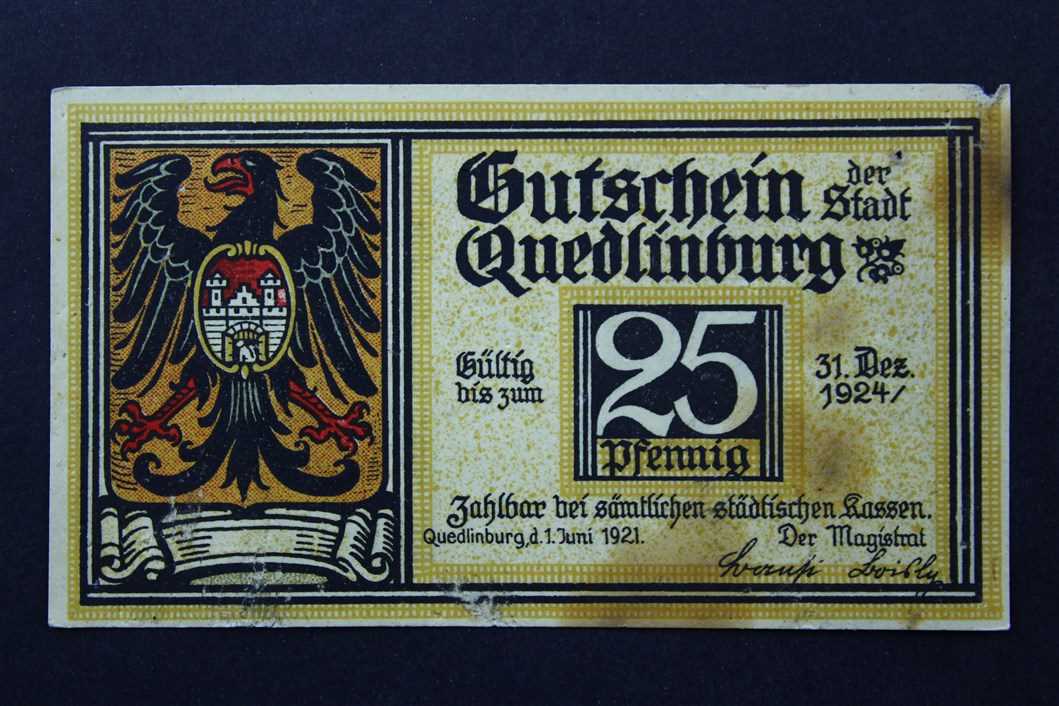 Gutschein der Stadt
Quedlinburg
Gültig bis zum
25
Pfennig
31. Dez. 1924/
Zahlbar bei sämtlichen städtischen Kassen.
Quedlinburg, d. 1. Juni 1921.
Der Magistrat